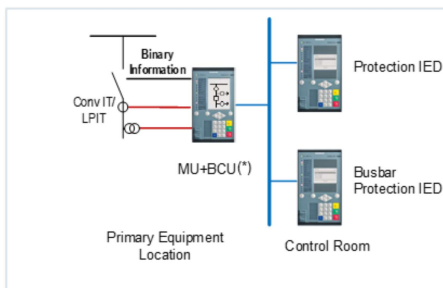 Binary
Information
Protection IED
Conv IT/
LPIT
MU+BCU(*)
Busbar
Protection IED
Primary Equipment
Location
Control Room